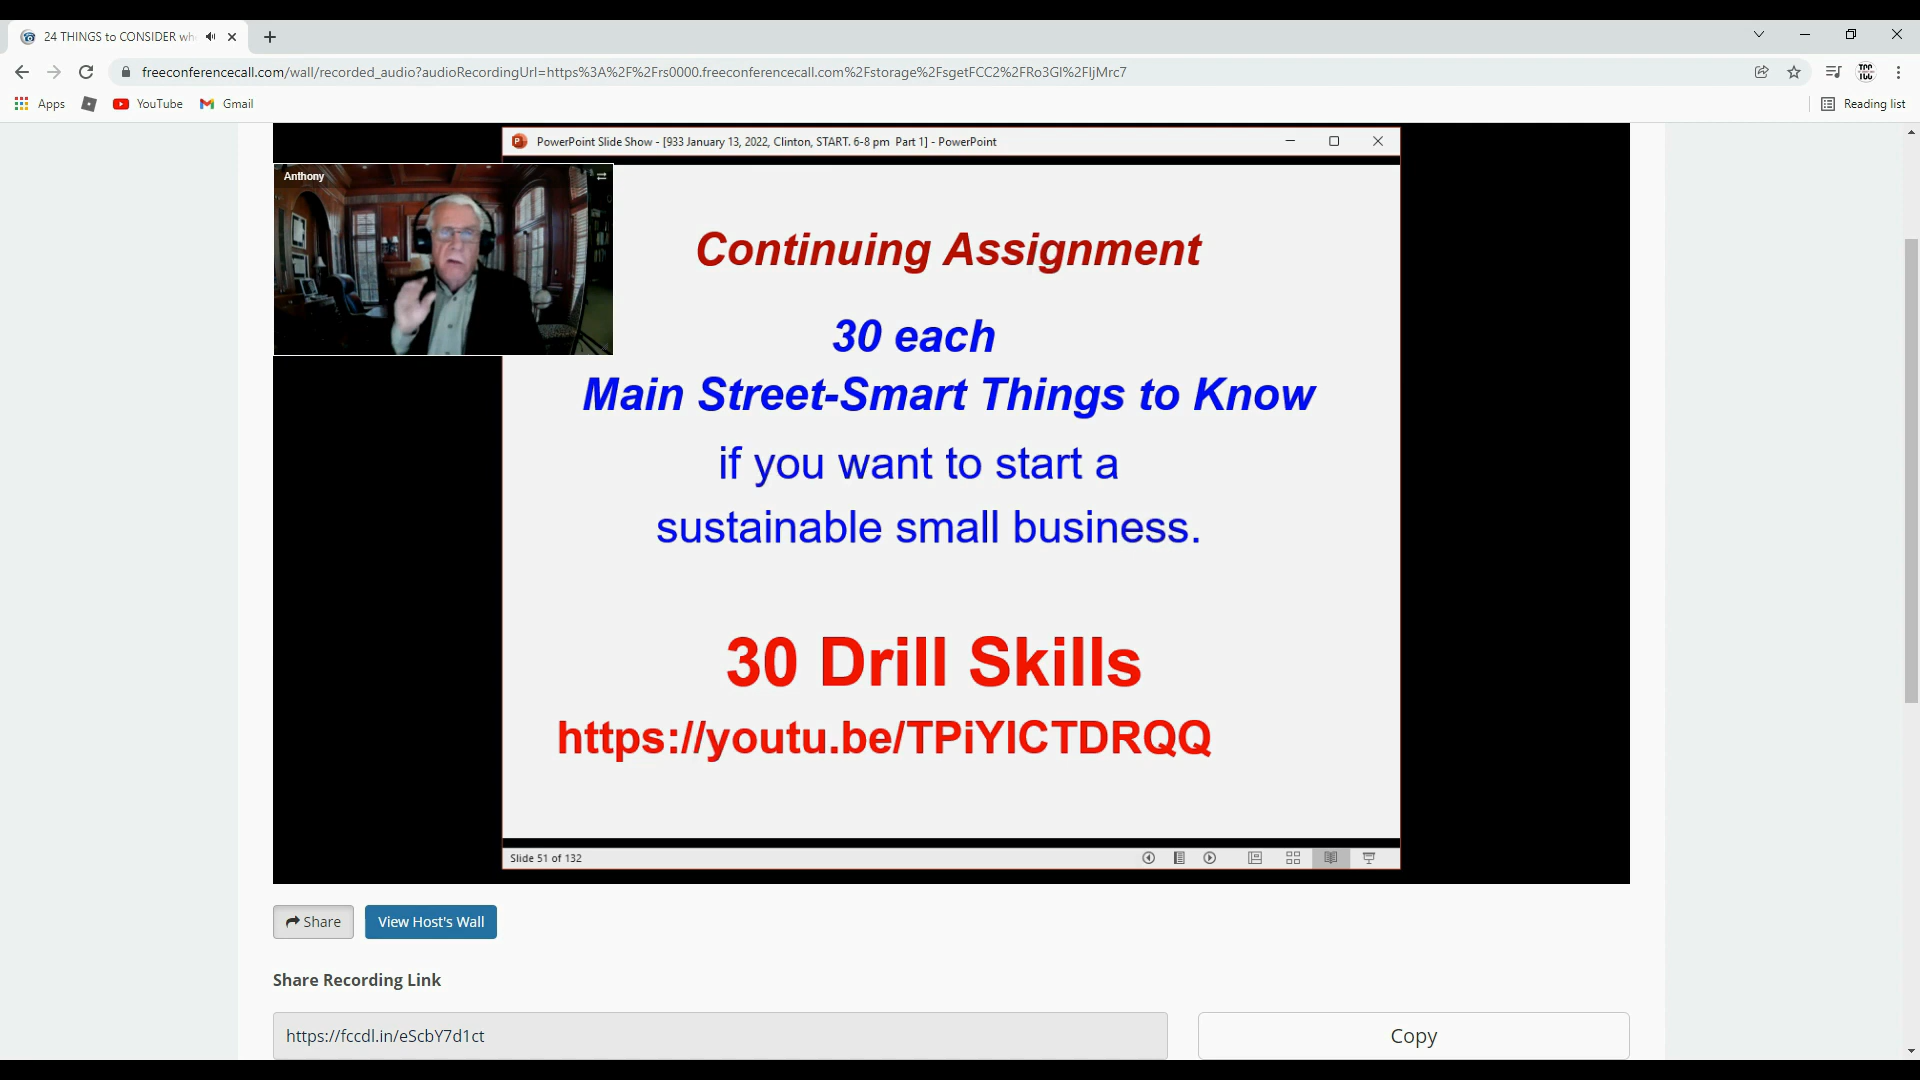 24 THINGS to CONSIDER wh
freeconferencecall.com/wall/recorded_audio?audioRecordingUrl=https%3A%2F%2Frs0000.freeconferencecall.com%2Fstorage%2FsgetFCC2%2FRo3GI%2FIjMrc7
Apps
YouTube
Gmail
Reading list
PowerPoint Slide Show - [933 January 13, 2022, Clinton, START. 6-8 pm Part 1] - PowerPoint
Anthony
Continuing Assignment
30 each
Main Street-Smart Things to Know
if you want to start a
sustainable small business.
30 Drill Skills
https://youtu.be/TPiYICTDRQQ
Slide 51 of 132
Share
View Host's Wall
Share Recording Link
https://fccdl.in/eScbY7d1ct
Copy